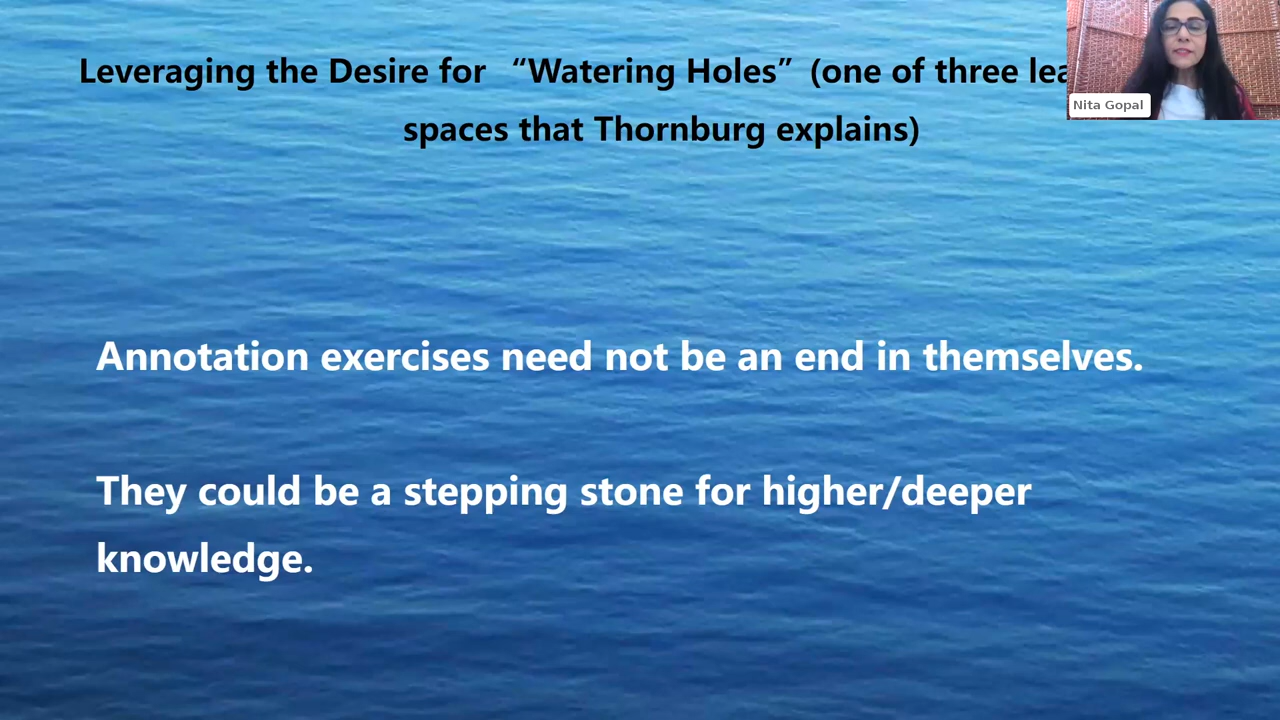 Leveraging the Desire for “Watering Holes” (one of three
spaces that Thornburg explains)
Nita Gopal
Annotation exercises need not be an end in themselves.
They could be a stepping stone for higher/deeper
knowledge.